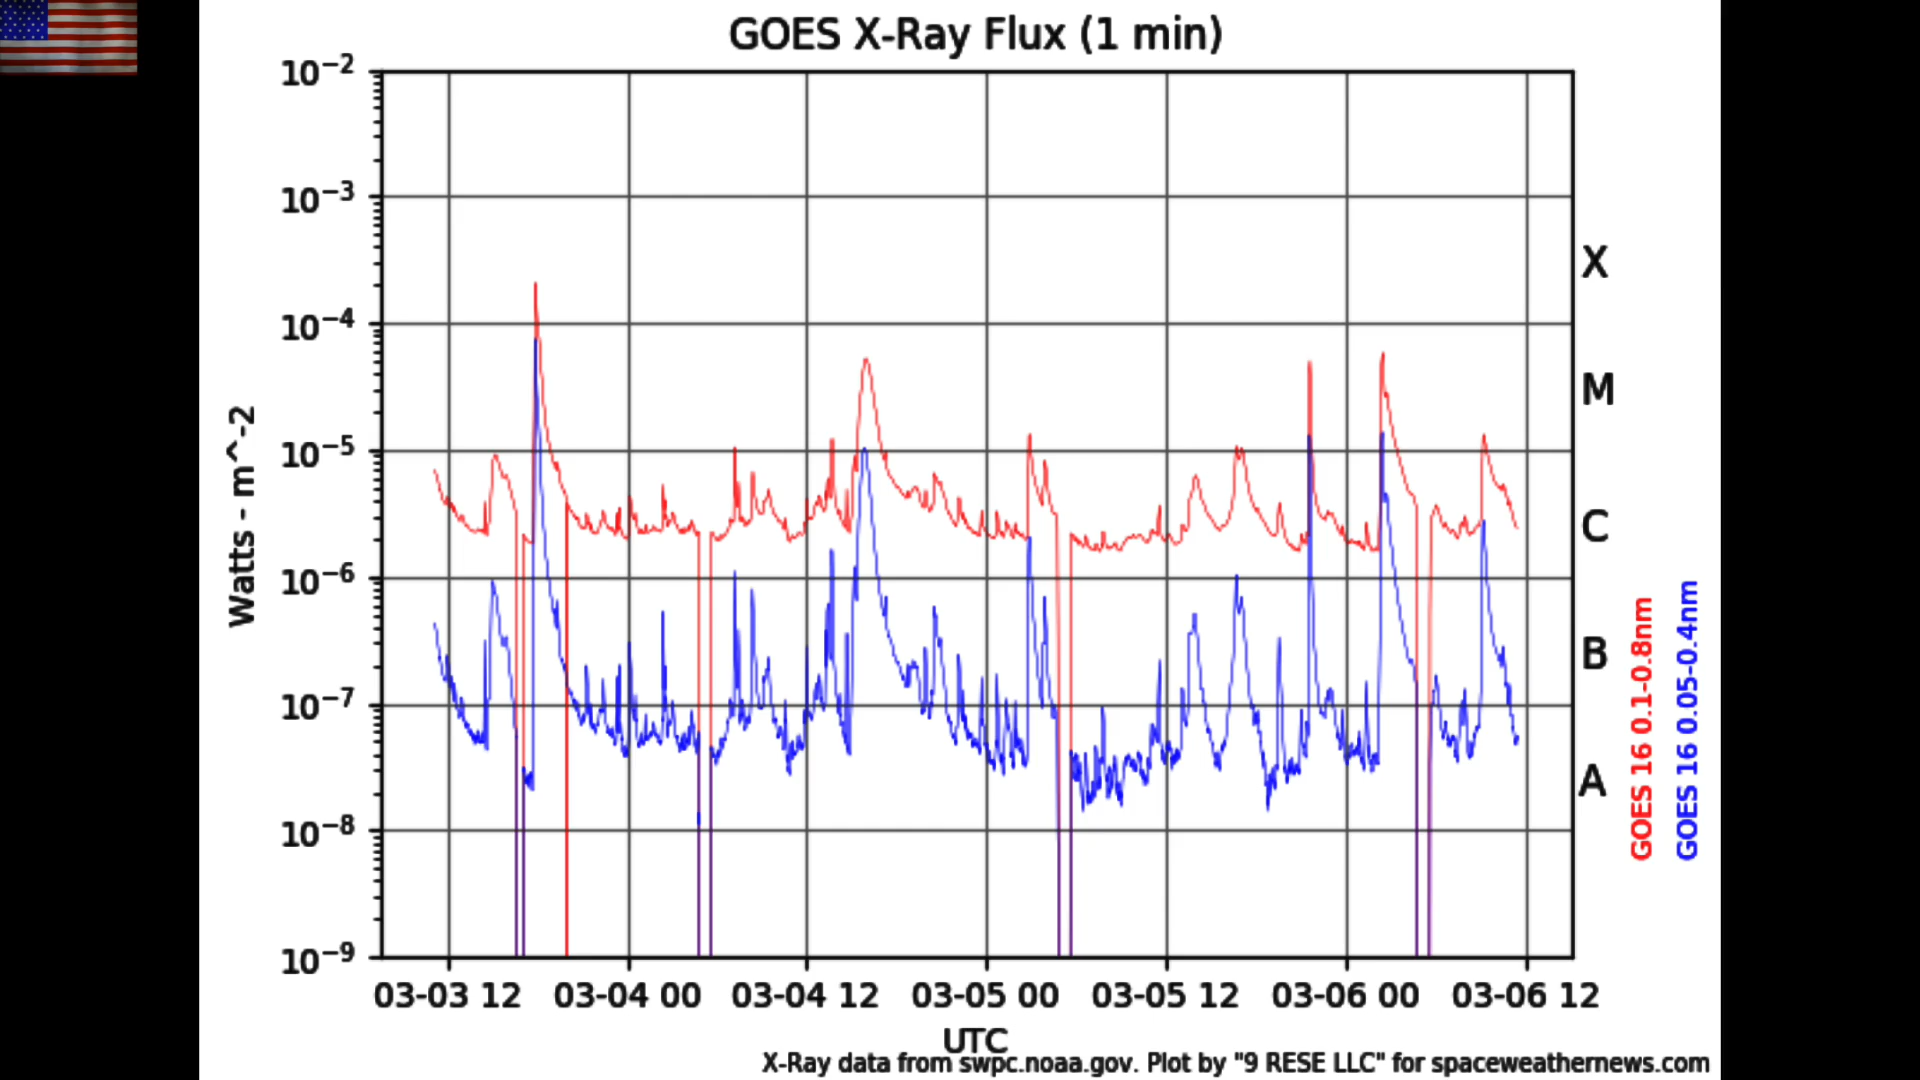 GOES X-Ray Flux (1 min)
10−2
10−3
10−4
10−5
10−6
10−7
10−8
10−9
Watts - m^-2
X
M
C
B
A
GOES 16 0.1-0.8nm
GOES 16 0.05-0.4nm
03-03 12 03-04 00 03-04 12 03-05 00 03-05 12 03-06 00 03-06 12
UTC
X-Ray data from swpc.noaa.gov. Plot by "9 RESE LLC" for spaceweathernews.com